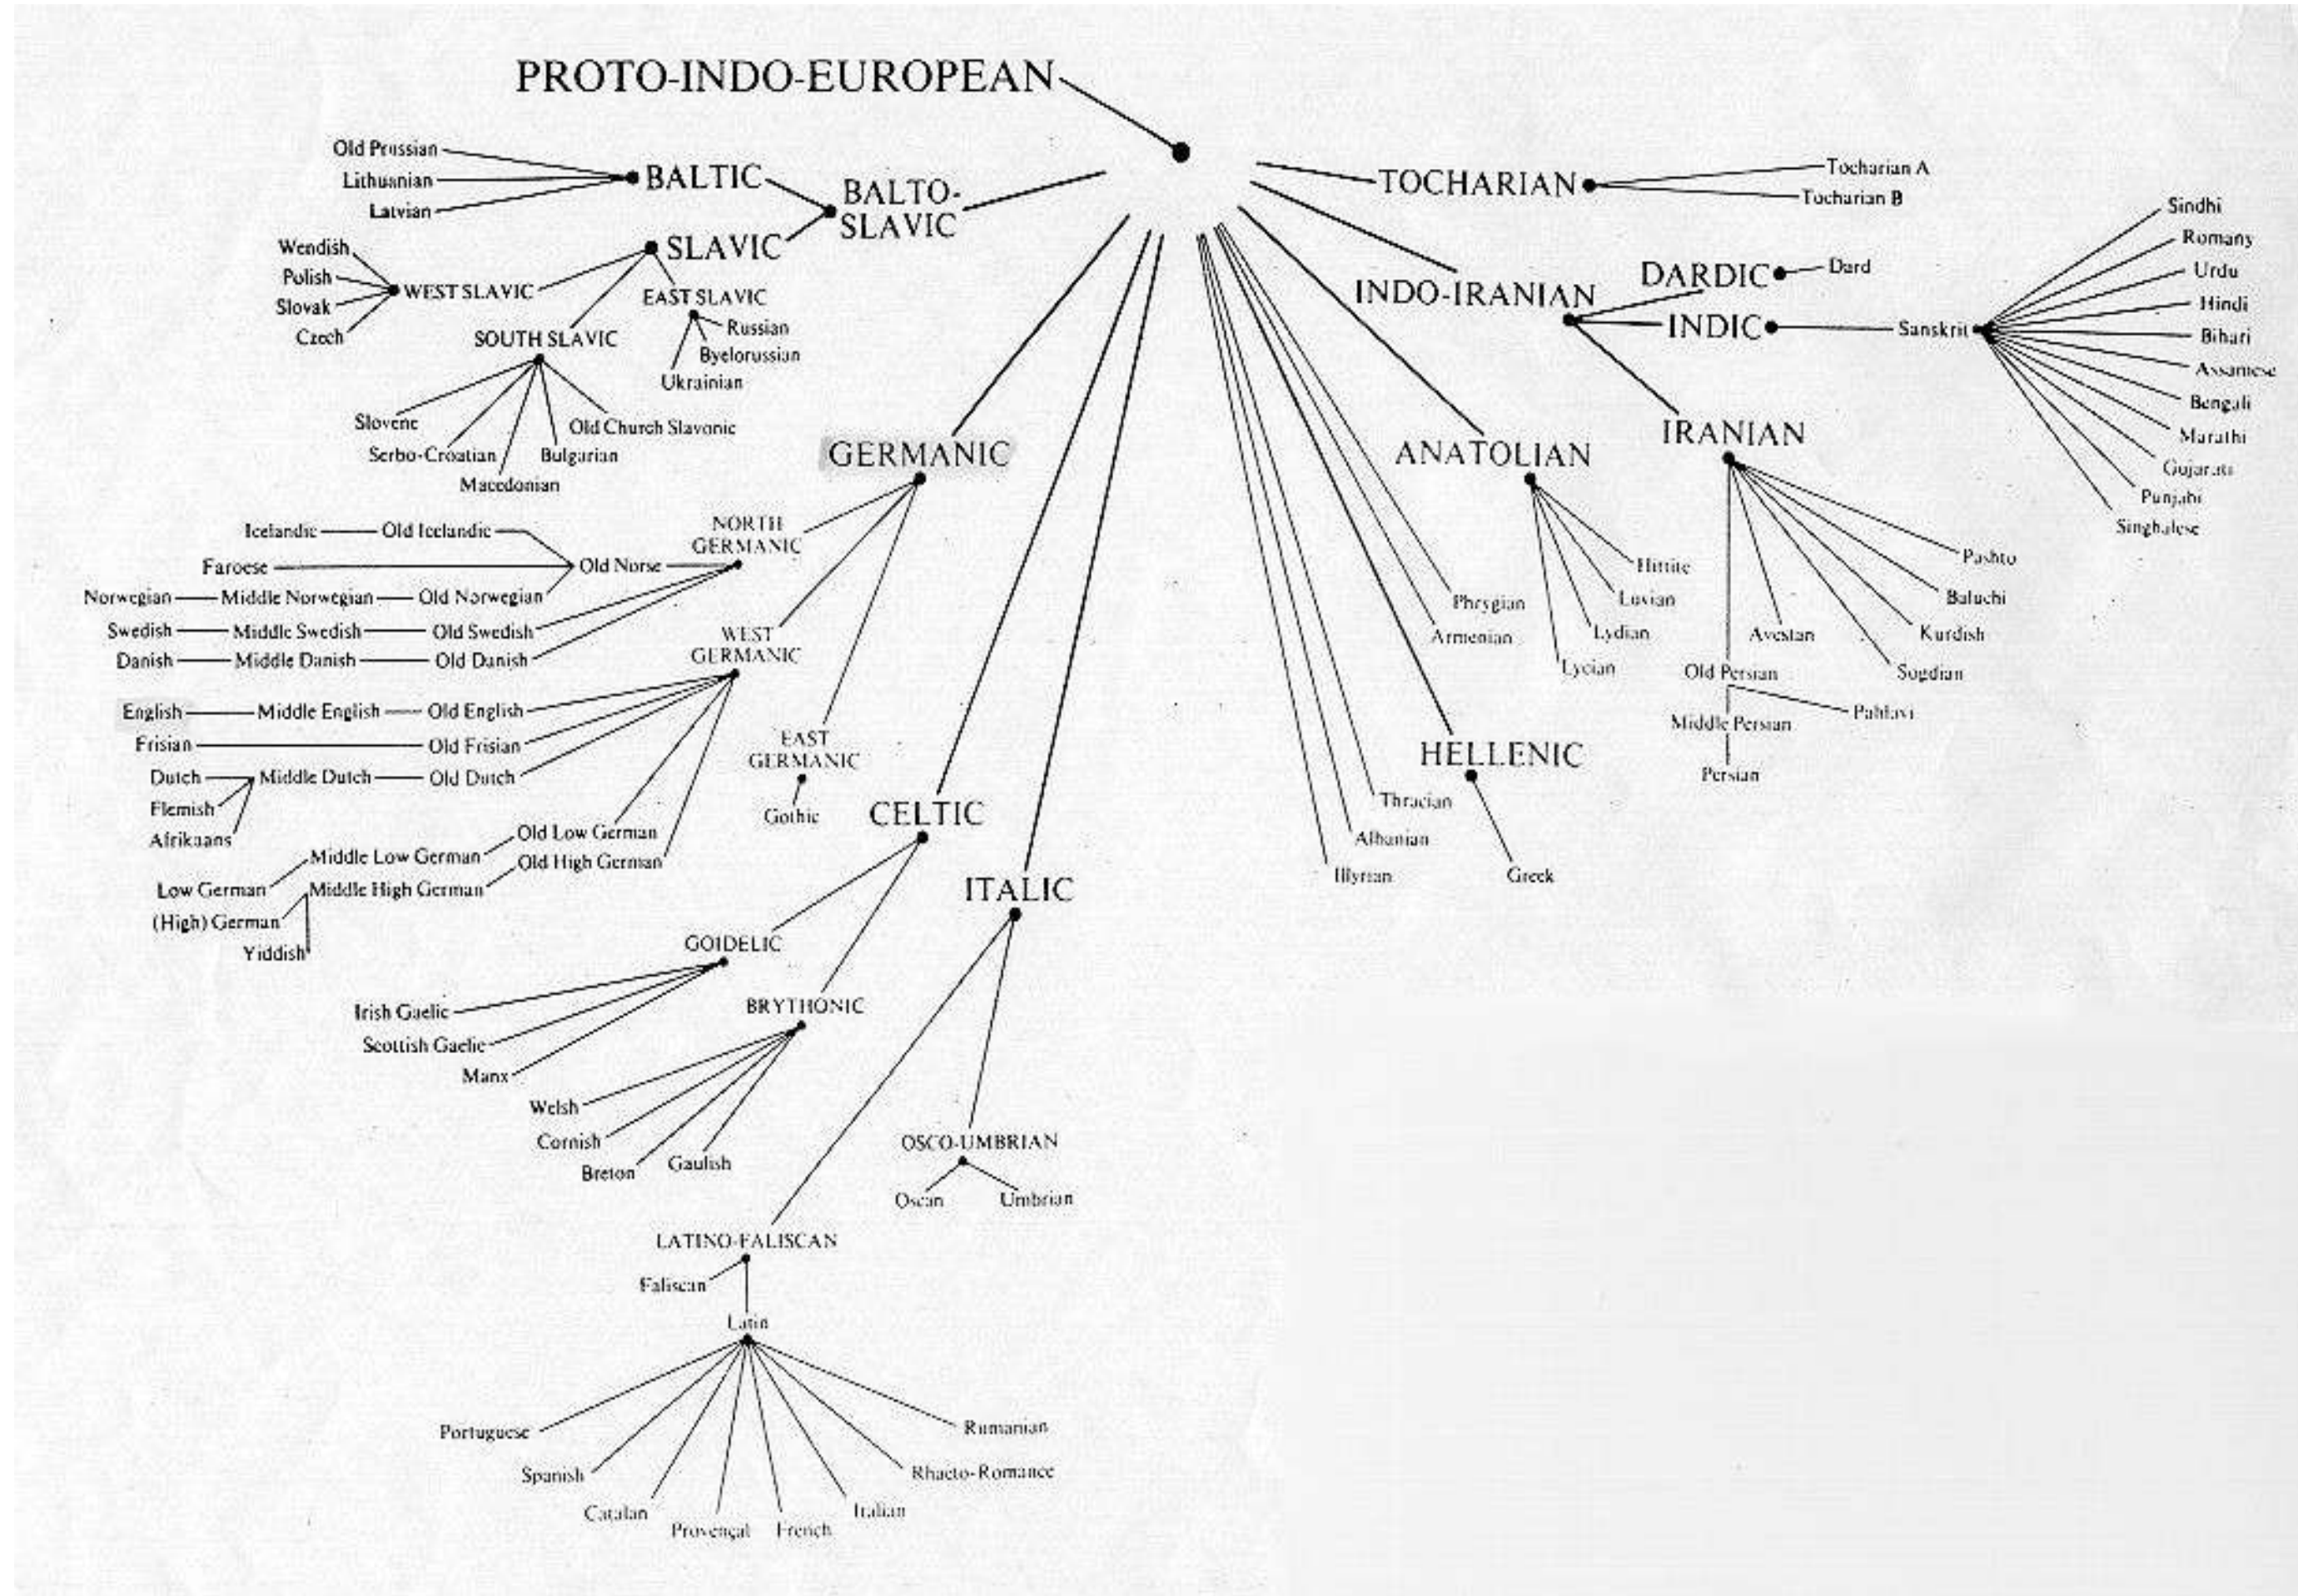 PROTO-INDO-EUROPEAN
Old Prussian
Lithuanian
Latvian
BALTIC
BALTO-
SLAVIC
SLAVIC
Wendish
Polish
Slovak
Czech
WEST SLAVIC
EAST SLAVIC
Russian
Byelorussian
Ukrainian
SOUTH SLAVIC
Slovene
Serbo-Croatian
Macedonian
Bulgarian
Old Church Slavonic
GERMANIC
NORTH
GERMANIC
Icelandic
Old Icelandic
Faroese
Old Norse
Norwegian
Middle Norwegian
Old Norwegian
Swedish
Middle Swedish
Old Swedish
Danish
Middle Danish
Old Danish
WEST
GERMANIC
English
Middle English
Old English
Frisian
Old Frisian
Dutch
Middle Dutch
Old Dutch
Flemish
Afrikaans
Old Low German
Middle Low German
Low German
Old High German
Middle High German
(High) German
Yiddish
EAST
GERMANIC
Gothic
CELTIC
GOIDELIC
Irish Gaelic
Scottish Gaelic
Manx
BRYTHONIC
Welsh
Cornish
Breton
Gaulish
ITALIC
OSCO-UMBRIAN
Oscan
Umbrian
LATINO-FALISCAN
Faliscan
Latin
Portuguese
Spanish
Catalan
Provençal
French
Italian
Rhaeto-Romance
Rumanian
TOCHARIAN
Tocharian A
Tocharian B
INDO-IRANIAN
DARDIC
Dard
INDIC
Sanskrit
Sindhi
Romany
Urdu
Hindi
Bihari
Assamese
Bengali
Marathi
Gujarati
Punjabi
Singhalese
IRANIAN
Pashto
Baluchi
Kurdish
Sogdian
Avestan
Old Persian
Middle Persian
Pahlavi
Persian
ANATOLIAN
Hittite
Luvian
Lydian
Lycian
Phrygian
Armenian
HELLENIC
Greek
Thracian
Albanian
Illyrian